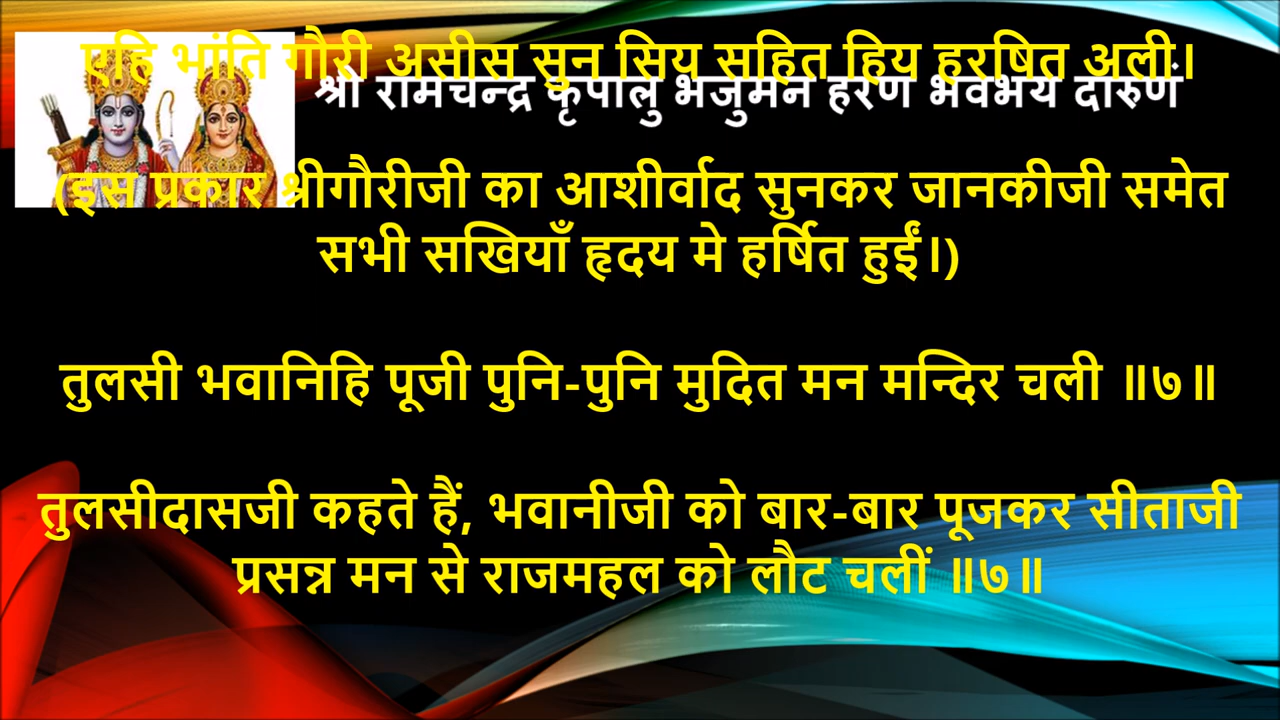 एहि भांति गौरी असीस सुन सिय सहित हिय हरषित अली।
श्री रामचन्द्र कृपालु भजुमन हरण भवभय दारुणं
(इस प्रकार श्रीगौरीजी का आशीर्वाद सुनकर जानकीजी समेत
सभी सखियाँ हृदय मे हर्षित हुईं।)
तुलसी भवानिहि पूजी पुनि-पुनि मुदित मन मन्दिर चली ॥७॥
तुलसीदासजी कहते हैं, भवानीजी को बार-बार पूजकर सीताजी
प्रसन्न मन से राजमहल को लौट चलीं ॥७॥